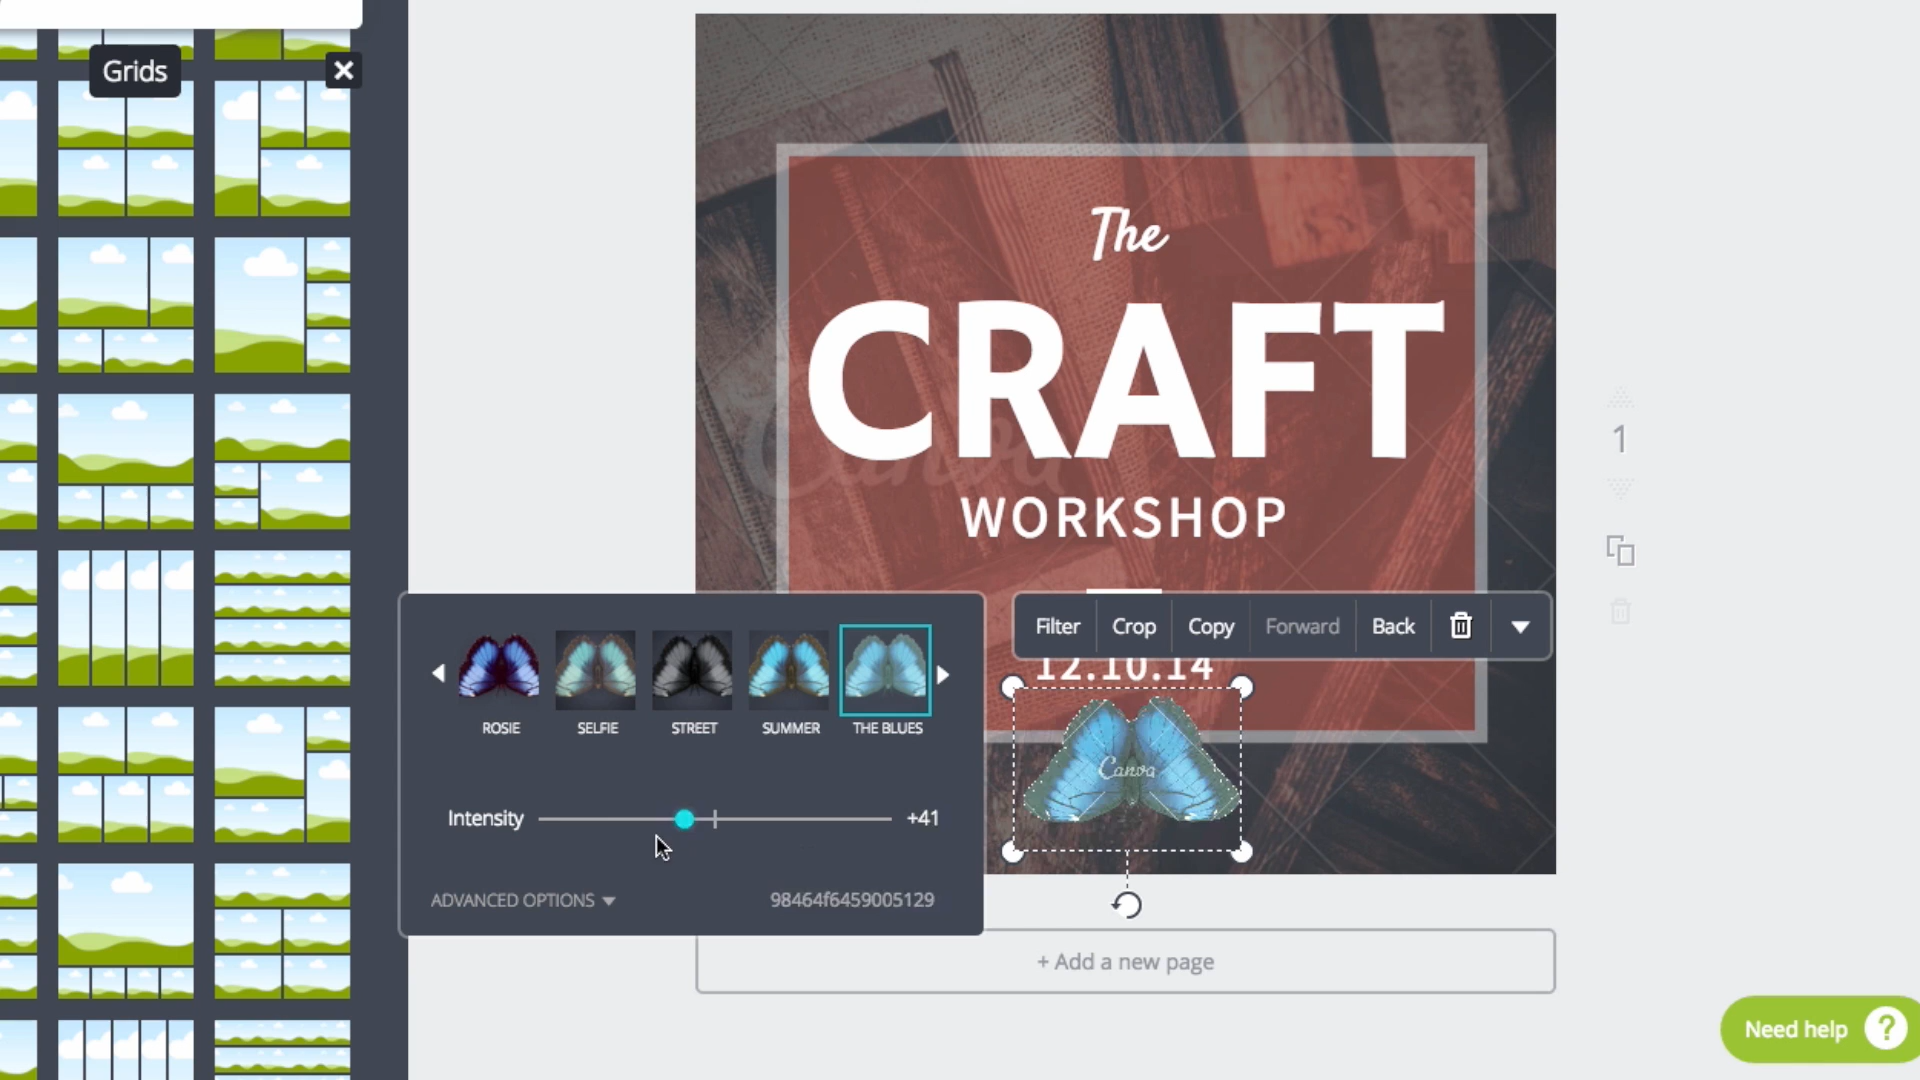 Grids
The
CRAFT
WORKSHOP
Canva
Filter Crop Copy Forward Back
12.10.14
Canva
ROSIE SELFIE STREET SUMMER THE BLUES
Intensity +41
ADVANCED OPTIONS 98464f6459005129
+ Add a new page
1
Need help ?